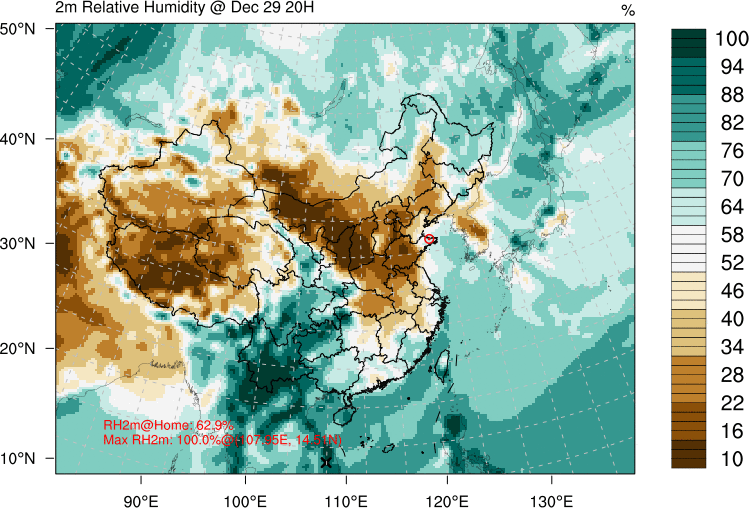 2m Relative Humidity @ Dec 29 20H
%
50°N
40°N
30°N
20°N
10°N
90°E
100°E
110°E
120°E
130°E
100
94
88
82
76
70
64
58
52
46
40
34
28
22
16
10
RH2m@Home: 62.9%
Max RH2m: 100.0%@(107.45E, 14.51N)